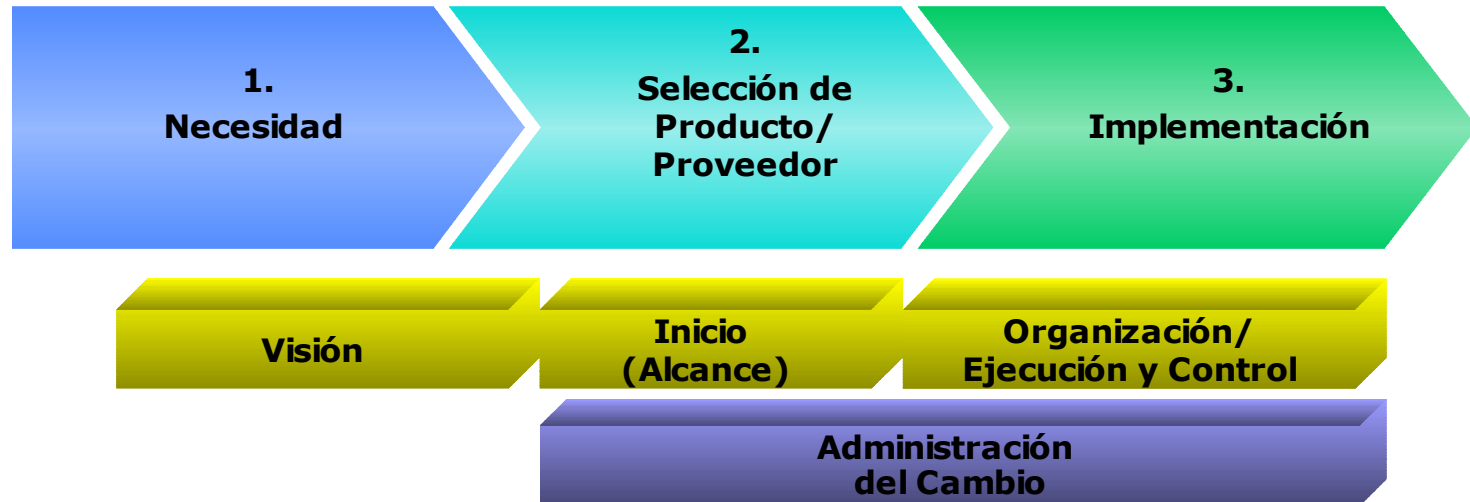 1.
Necesidad
2.
Selección de
Producto/
Proveedor
3.
Implementación
Visión
Inicio
(Alcance)
Organización/
Ejecución y Control
Administración
del Cambio